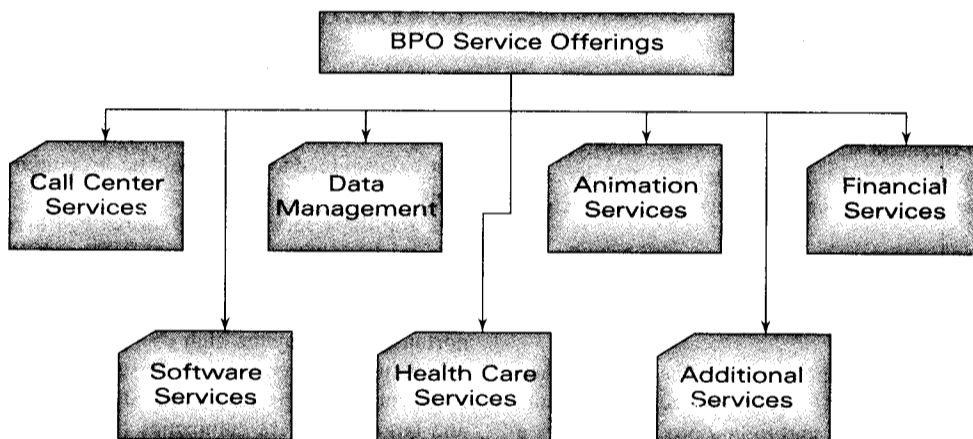 BPO Service Offerings
Call Center
Services
Data
Management
Animation
Services
Financial
Services
Software
Services
Health Care
Services
Additional
Services